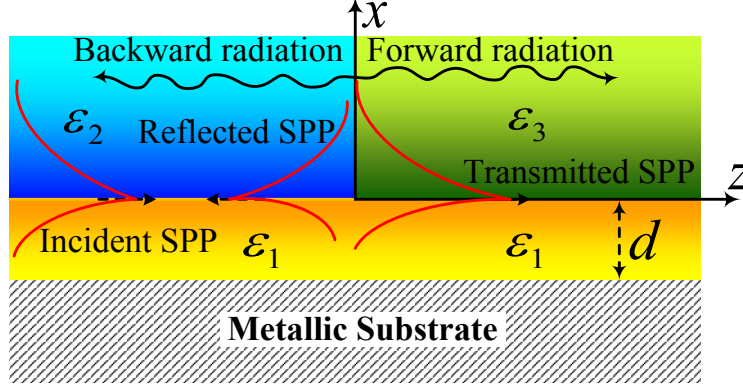 x
Backward radiation Forward radiation
ε2 ε3
Reflected SPP
Transmitted SPP z
Incident SPP ε1 ε1 d
Metallic Substrate